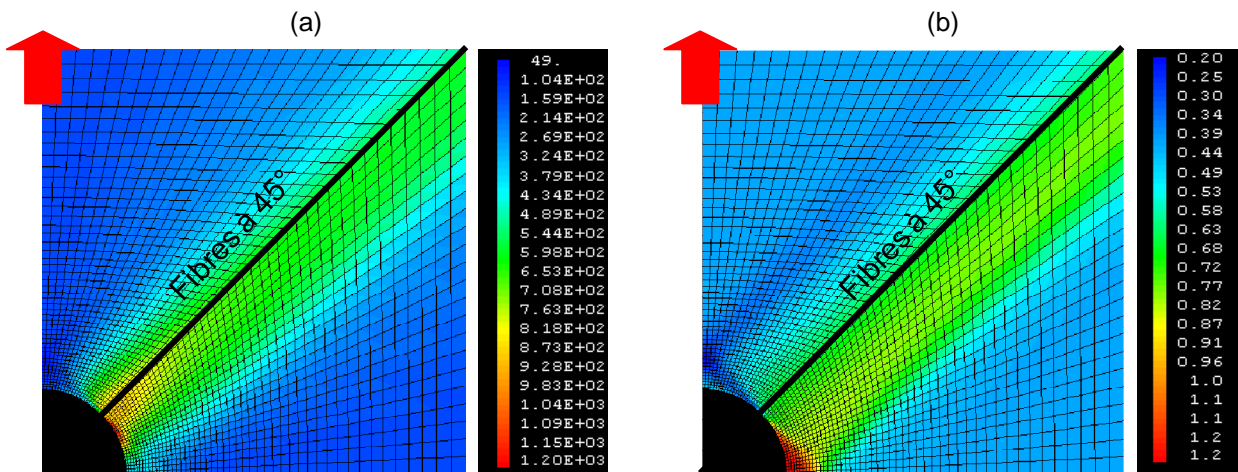 (a)
(b)
Fibres à 45°
49.
1.04E+02
1.59E+02
2.14E+02
2.69E+02
3.24E+02
3.79E+02
4.34E+02
4.89E+02
5.44E+02
5.98E+02
6.53E+02
7.08E+02
7.63E+02
8.18E+02
8.73E+02
9.28E+02
9.83E+02
1.04E+03
1.09E+03
1.15E+03
1.20E+03
Fibres à 45°
0.20
0.25
0.30
0.34
0.39
0.44
0.49
0.53
0.58
0.63
0.68
0.72
0.77
0.82
0.87
0.91
0.96
1.0
1.1
1.1
1.2
1.2